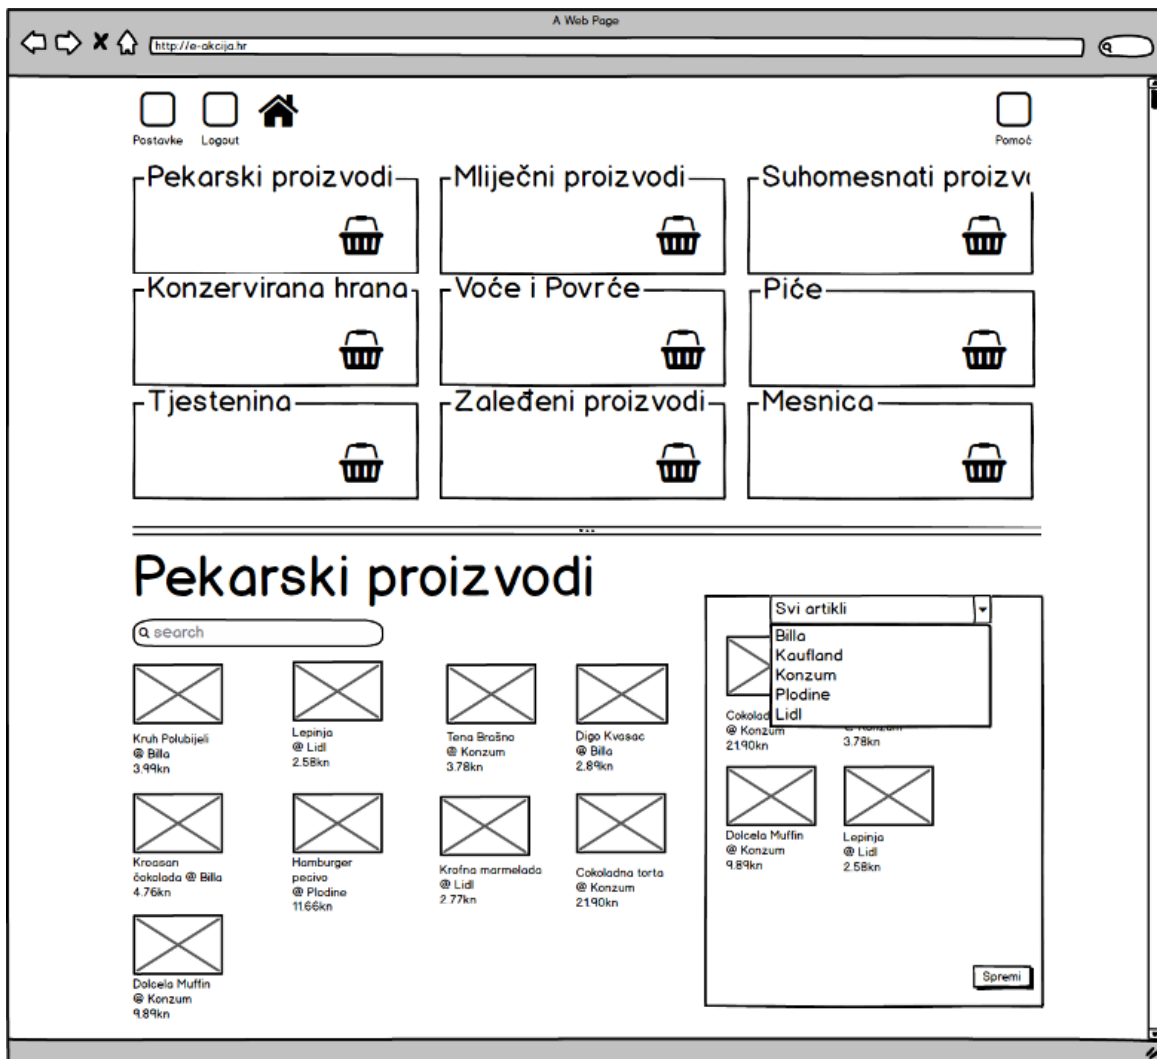 A Web Page
http://e-akcija.hr
Postavke
Logout
Pomoć
Pekarski proizvodi
Mliječni proizvodi
Suhomesnati proizv
Konzervirana hrana
Voće i Povrće
Piće
Tjestenina
Zaleđeni proizvodi
Mesnica
Pekarski proizvodi
search
Kruh Polubijeli
@ Billa
3.99kn
Lepinja
@ Lidl
2.58kn
Tena Brašno
@ Konzum
3.78kn
Digo Kvasac
@ Billa
2.89kn
Kroasan
čokolada @ Billa
4.76kn
Hamburger
pecivo
@ Plodine
11.66kn
Krafna marmelada
@ Lidl
2.77kn
Cokoladna torta
@ Konzum
21.90kn
Dolcela Muffin
@ Konzum
9.89kn
Svi artikli
Billa
Kaufland
Konzum
Plodine
Lidl
Cokolad
@ Konzum
21.90kn
@ Konzum
3.78kn
Dolcela Muffin
@ Konzum
9.89kn
Lepinja
@ Lidl
2.58kn
Spremi